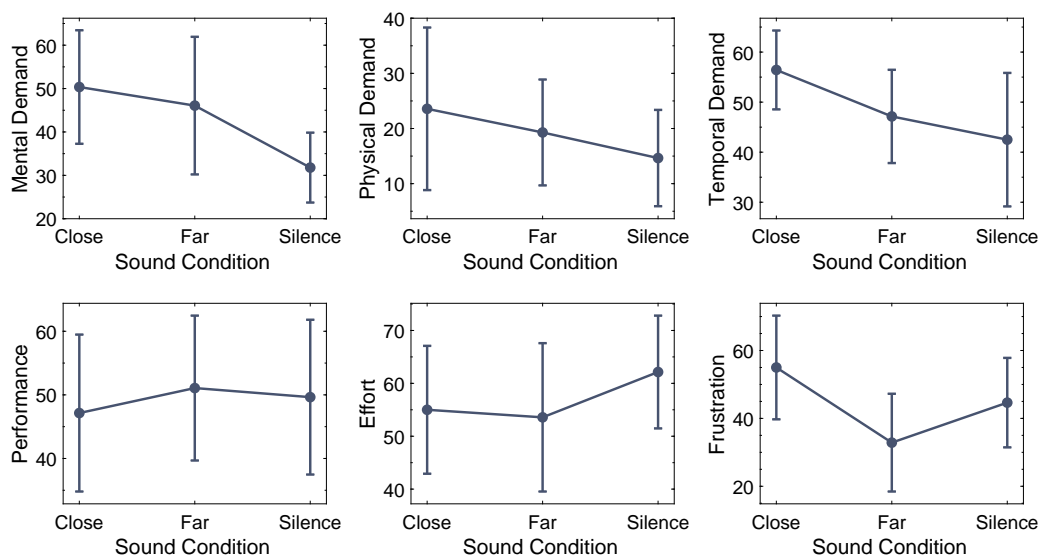 Mental Demand
60
50
40
30
20
Close Far Silence
Sound Condition
Physical Demand
40
30
20
10
Close Far Silence
Sound Condition
Temporal Demand
60
50
40
30
Close Far Silence
Sound Condition
Performance
60
50
40
Close Far Silence
Sound Condition
Effort
70
60
50
40
Close Far Silence
Sound Condition
Frustration
60
40
20
Close Far Silence
Sound Condition